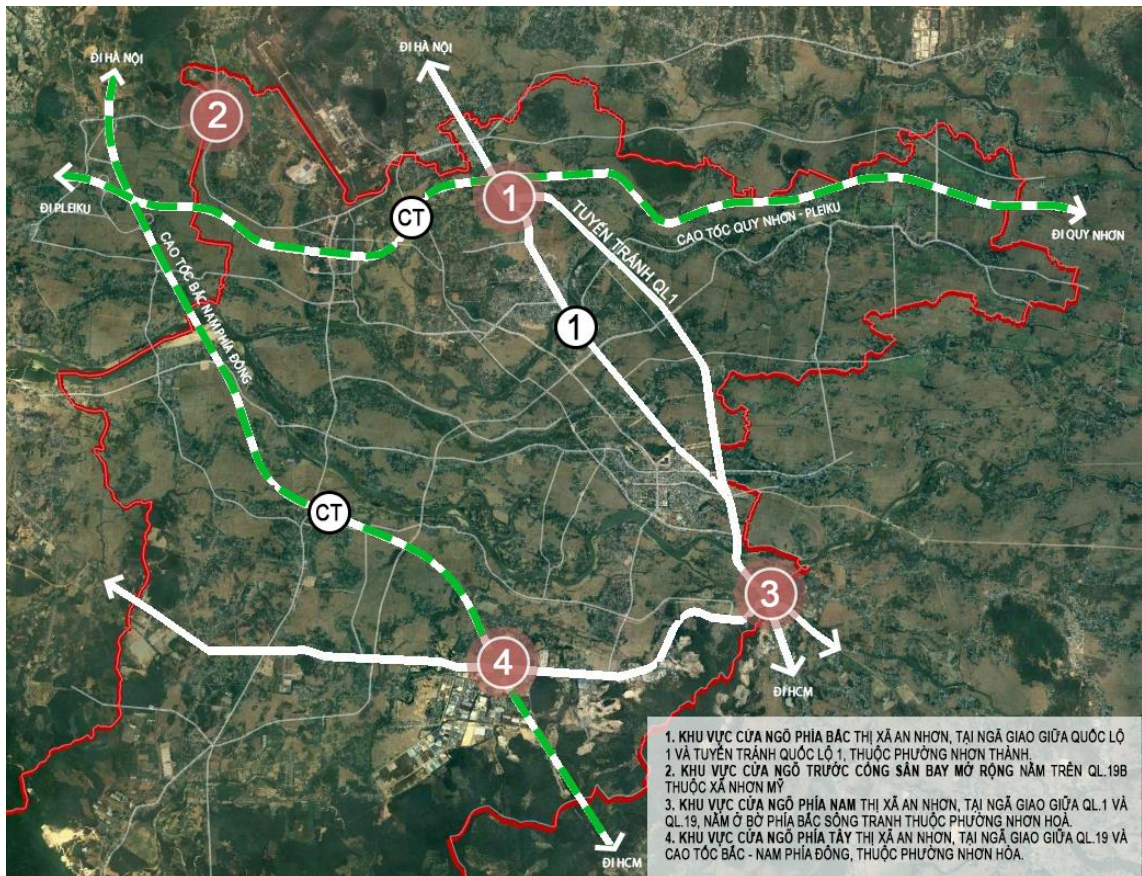 ĐI HÀ NỘI
ĐI HÀ NỘI
2
1
ĐI PLEIKU
CT
TUYẾN TRÁNH QL1
CAO TỐC QUY NHƠN - PLEIKU
ĐI QUY NHƠN
CAO TỐC BẮC NAM PHÍA ĐÔNG
1
CT
3
4
ĐI HCM
ĐI HCM
1. KHU VỰC CỬA NGÕ PHÍA BẮC THỊ XÃ AN NHƠN, TẠI NGÃ GIAO GIỮA QUỐC LỘ
1 VÀ TUYẾN TRÁNH QUỐC LỘ 1, THUỘC PHƯỜNG NHƠN THÀNH.
2. KHU VỰC CỬA NGÕ TRƯỚC CỔNG SÂN BAY MỞ RỘNG NẰM TRÊN QL.19B
THUỘC XÃ NHƠN MỸ
3. KHU VỰC CỬA NGÕ PHÍA NAM THỊ XÃ AN NHƠN, TẠI NGÃ GIAO GIỮA QL.1 VÀ
QL.19, NẰM Ở BỜ PHÍA BẮC SÔNG TRANH THUỘC PHƯỜNG NHƠN HOÀ.
4. KHU VỰC CỬA NGÕ PHÍA TÂY THỊ XÃ AN NHƠN, TẠI NGÃ GIAO GIỮA QL.19 VÀ
CAO TỐC BẮC - NAM PHÍA ĐÔNG, THUỘC PHƯỜNG NHƠN HÒA.